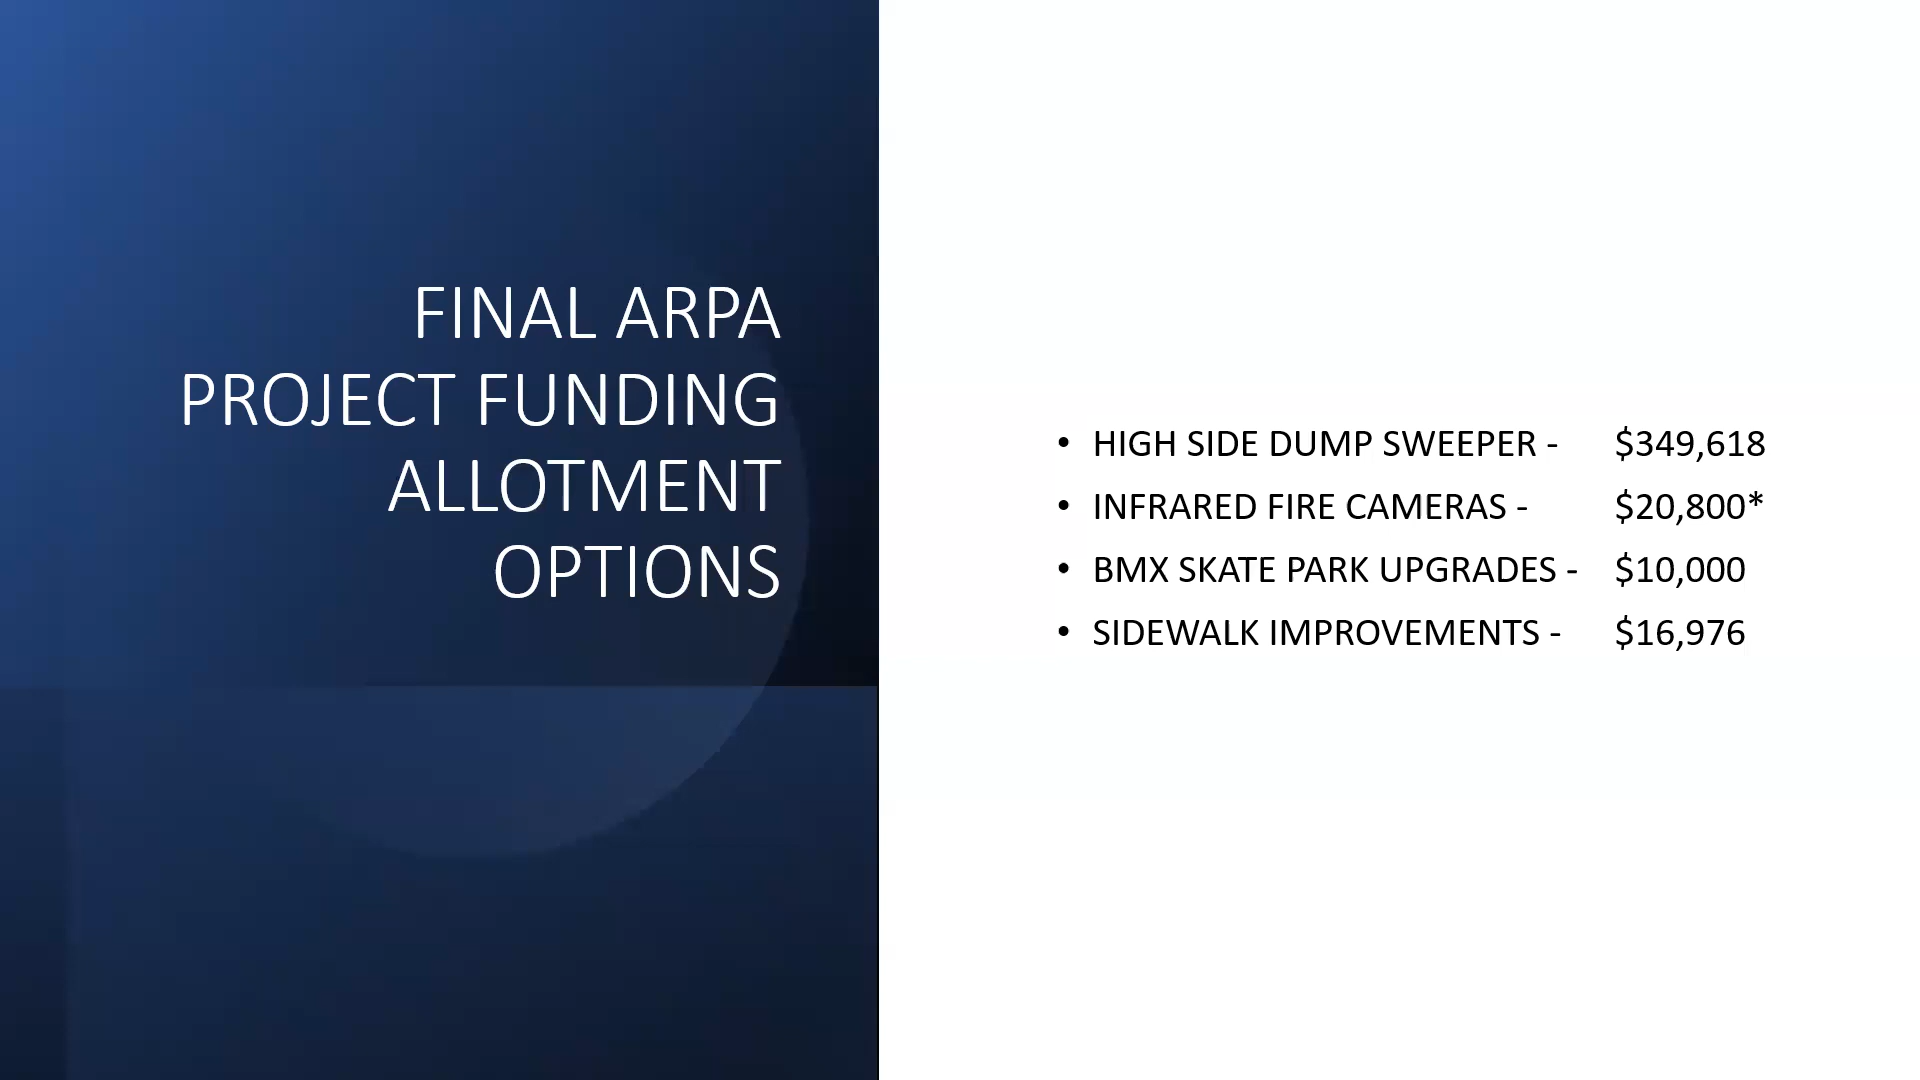 FINAL ARPA
PROJECT FUNDING
ALLOTMENT
OPTIONS
• HIGH SIDE DUMP SWEEPER - $349,618
• INFRARED FIRE CAMERAS - $20,800*
• BMX SKATE PARK UPGRADES - $10,000
• SIDEWALK IMPROVEMENTS - $16,976